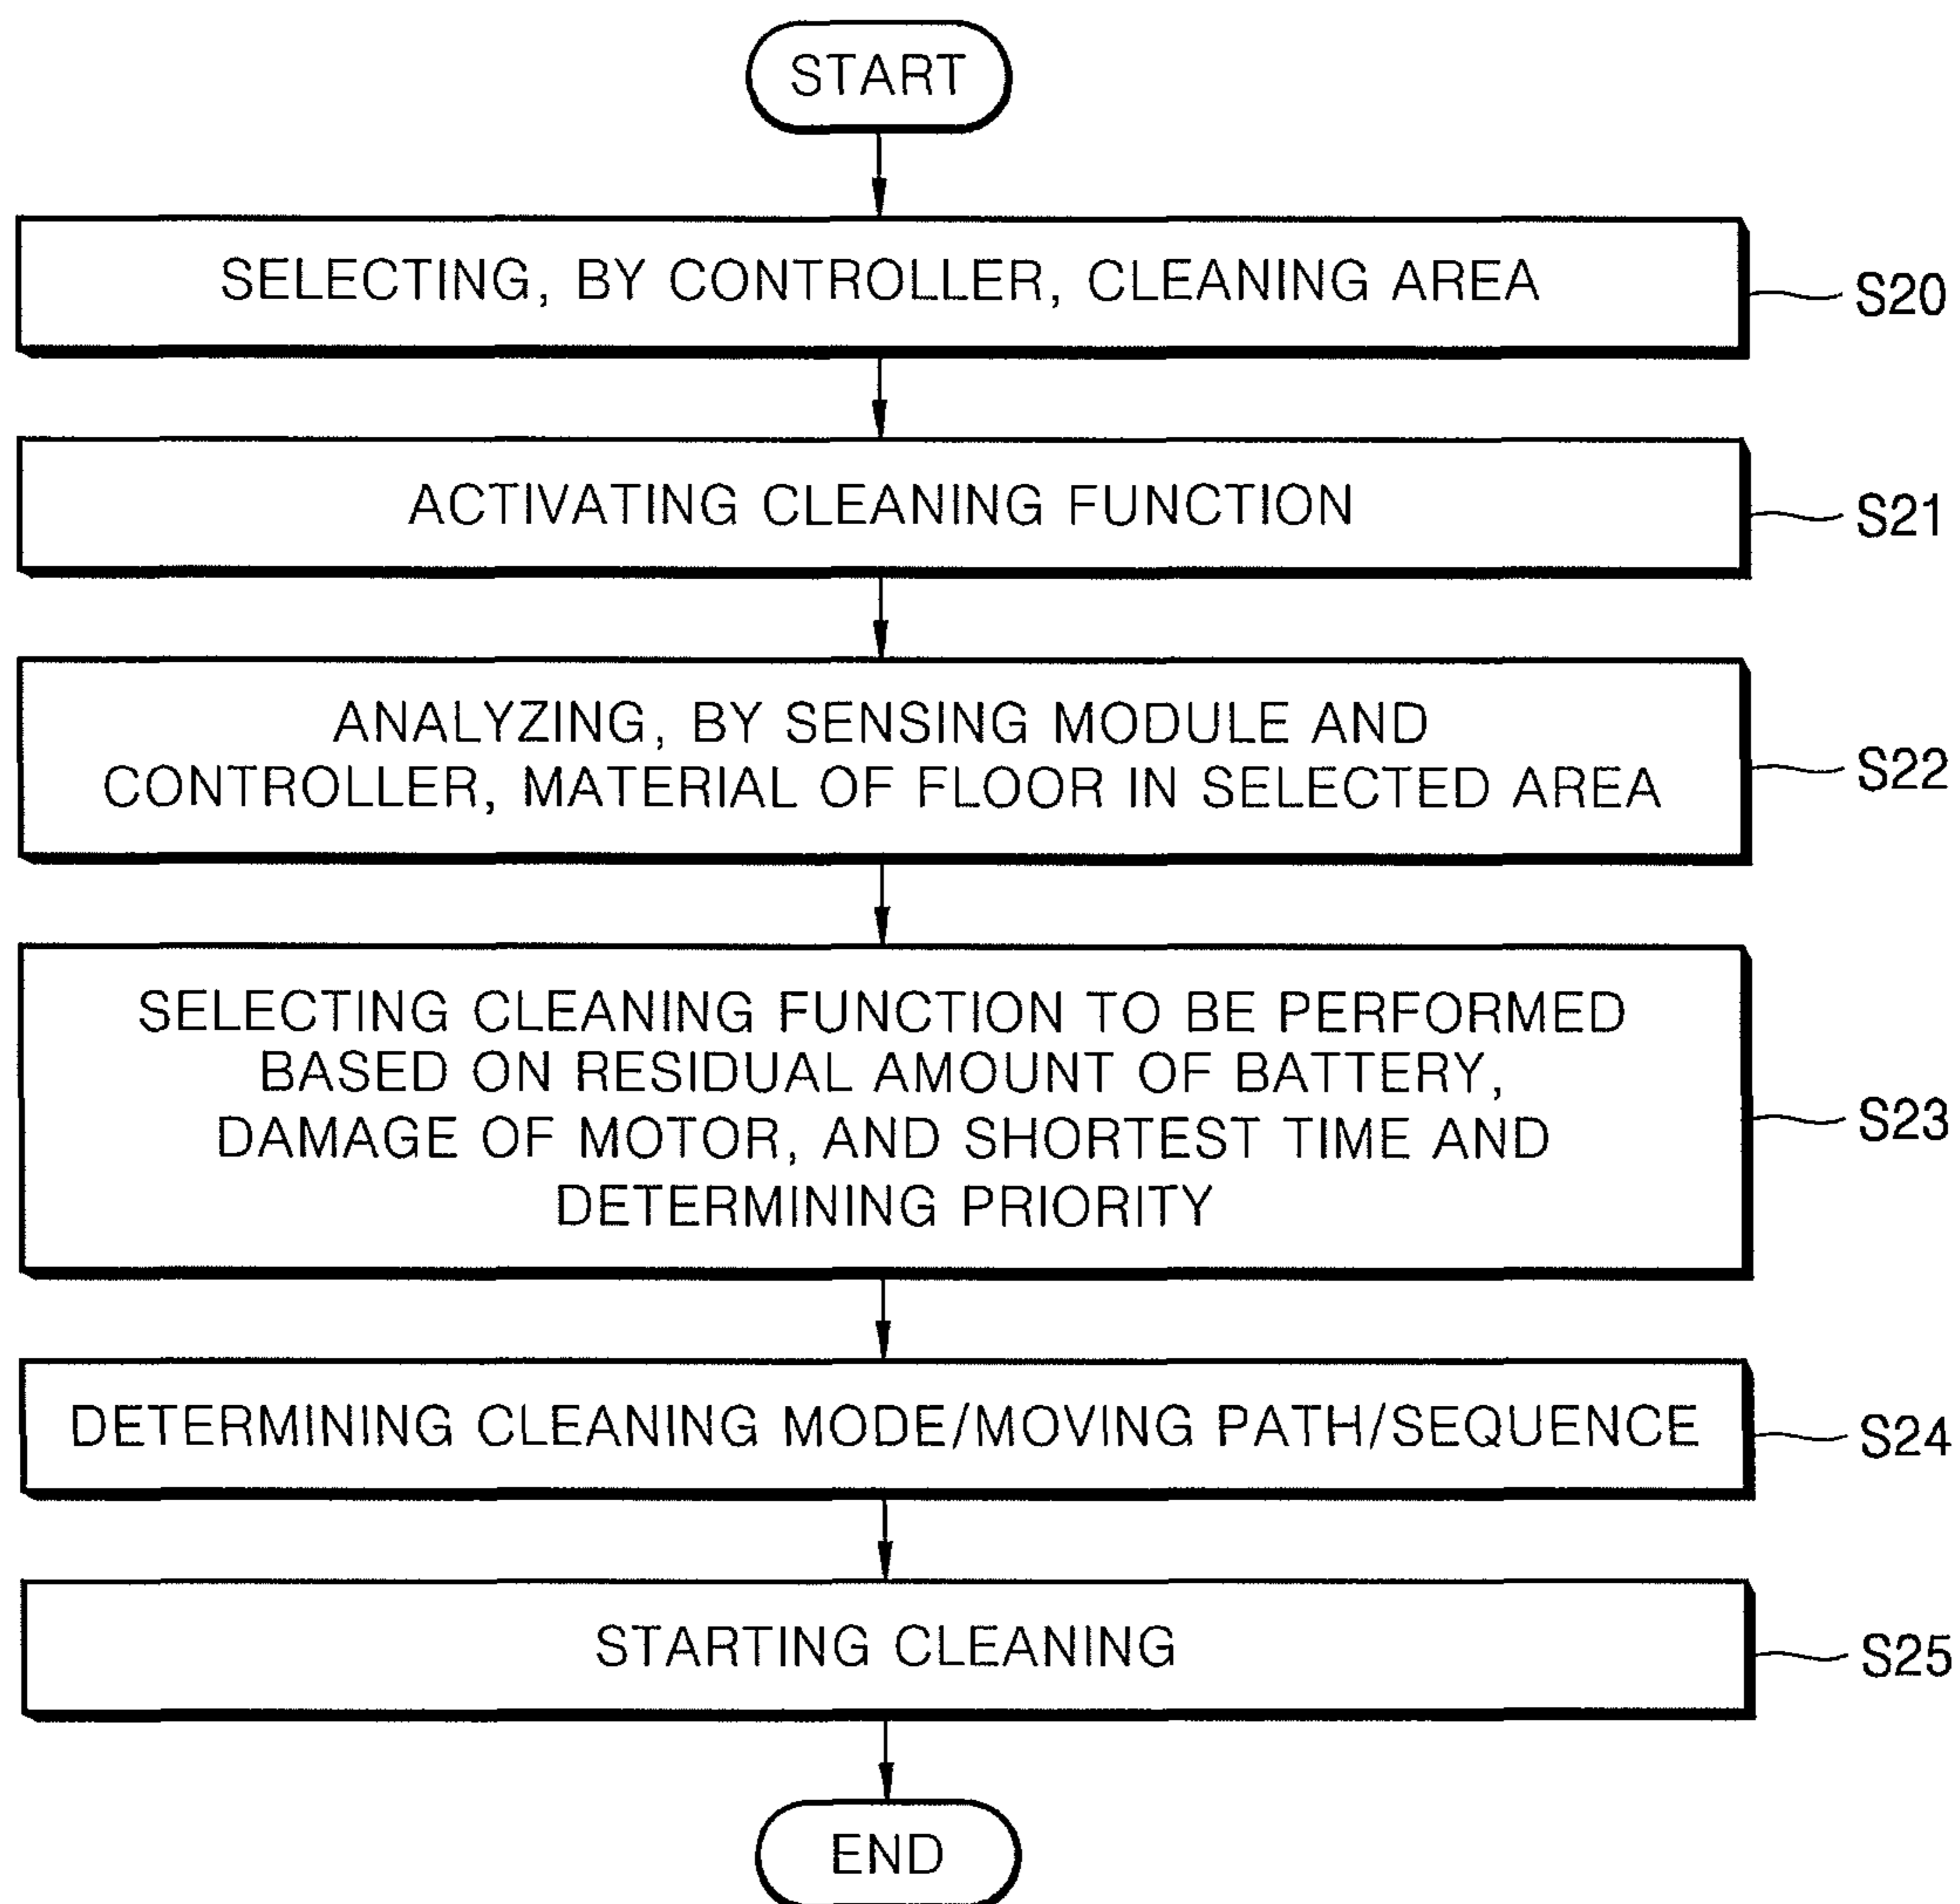 START
SELECTING, BY CONTROLLER, CLEANING AREA
S20
ACTIVATING CLEANING FUNCTION
S21
ANALYZING, BY SENSING MODULE AND
CONTROLLER, MATERIAL OF FLOOR IN SELECTED AREA
S22
SELECTING CLEANING FUNCTION TO BE PERFORMED
BASED ON RESIDUAL AMOUNT OF BATTERY,
DAMAGE OF MOTOR, AND SHORTEST TIME AND
DETERMINING PRIORITY
S23
DETERMINING CLEANING MODE/MOVING PATH/SEQUENCE
S24
STARTING CLEANING
S25
END